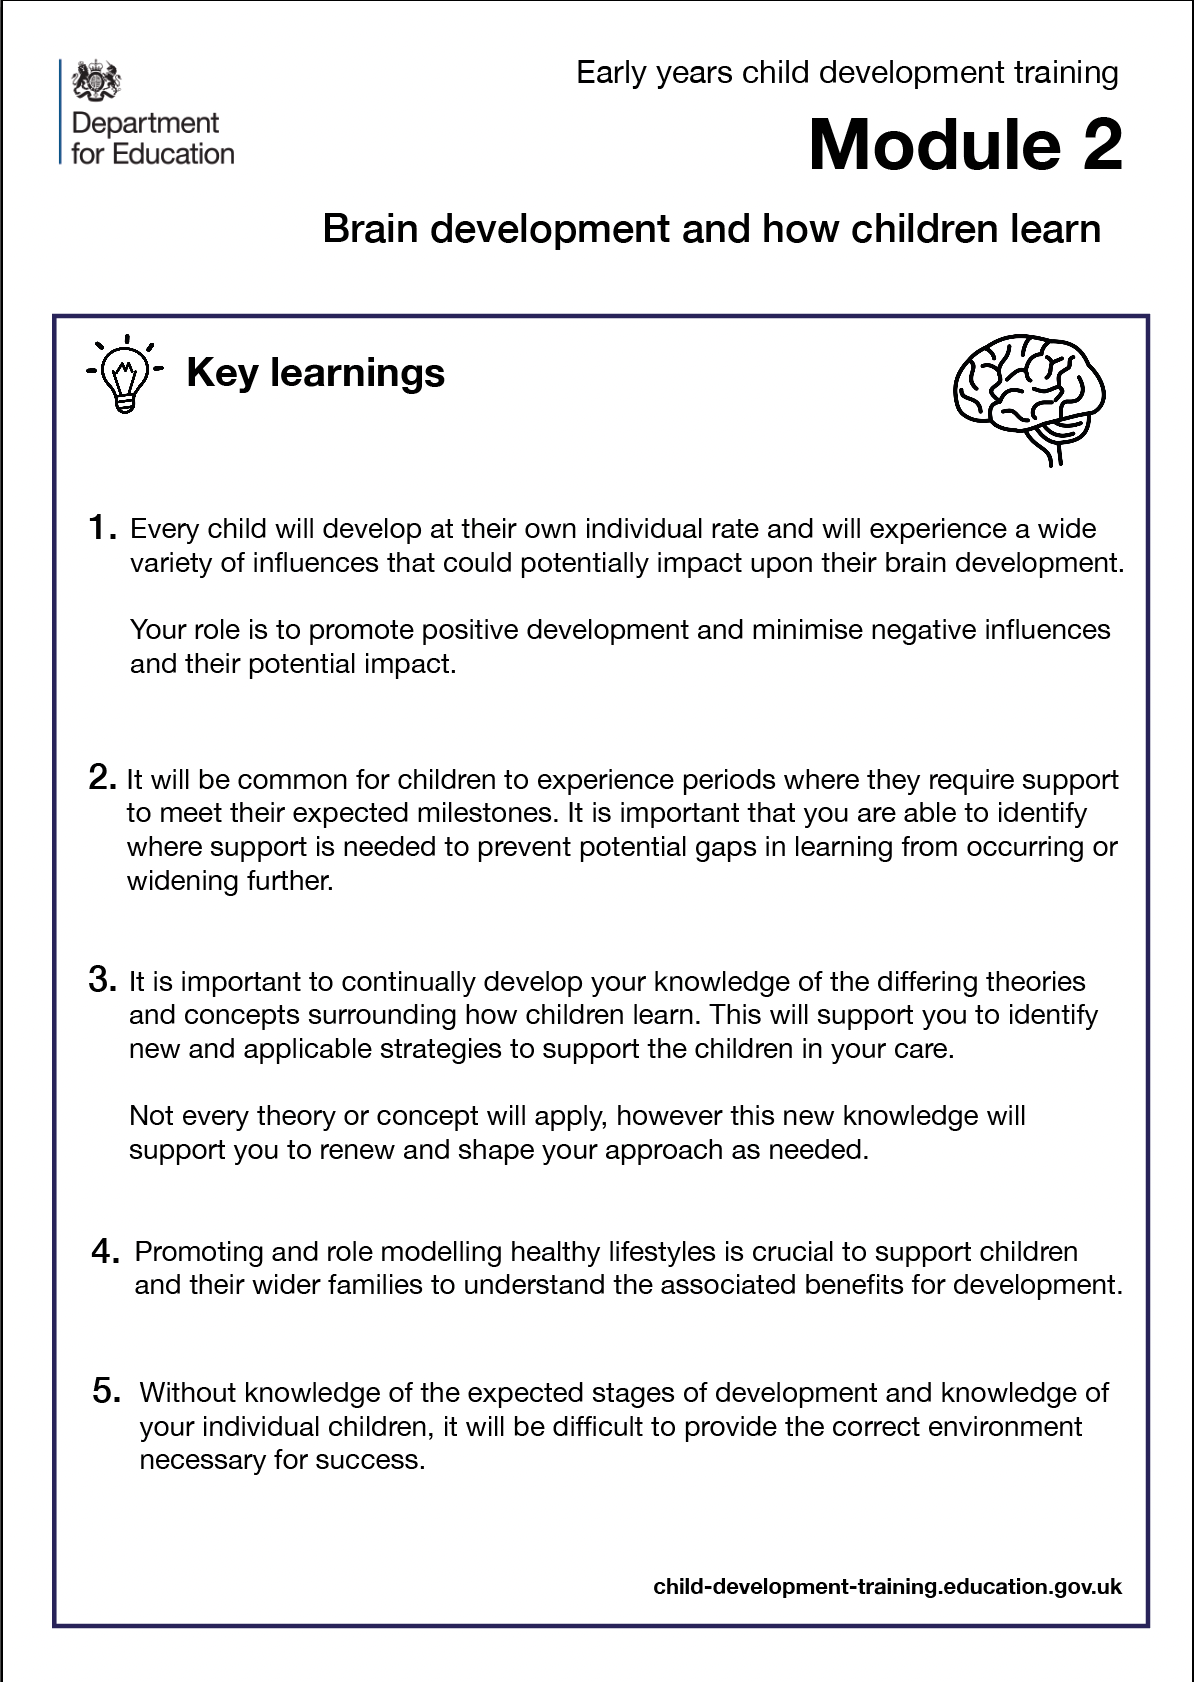 Department
for Education
Early years child development training
Module 2
Brain development and how children learn
Key learnings
1. Every child will develop at their own individual rate and will experience a wide
variety of influences that could potentially impact upon their brain development.
Your role is to promote positive development and minimise negative influences
and their potential impact.
2. It will be common for children to experience periods where they require support
to meet their expected milestones. It is important that you are able to identify
where support is needed to prevent potential gaps in learning from occurring or
widening further.
3. It is important to continually develop your knowledge of the differing theories
and concepts surrounding how children learn. This will support you to identify
new and applicable strategies to support the children in your care.
Not every theory or concept will apply, however this new knowledge will
support you to renew and shape your approach as needed.
4. Promoting and role modelling healthy lifestyles is crucial to support children
and their wider families to understand the associated benefits for development.
5. Without knowledge of the expected stages of development and knowledge of
your individual children, it will be difficult to provide the correct environment
necessary for success.
child-development-training.education.gov.uk